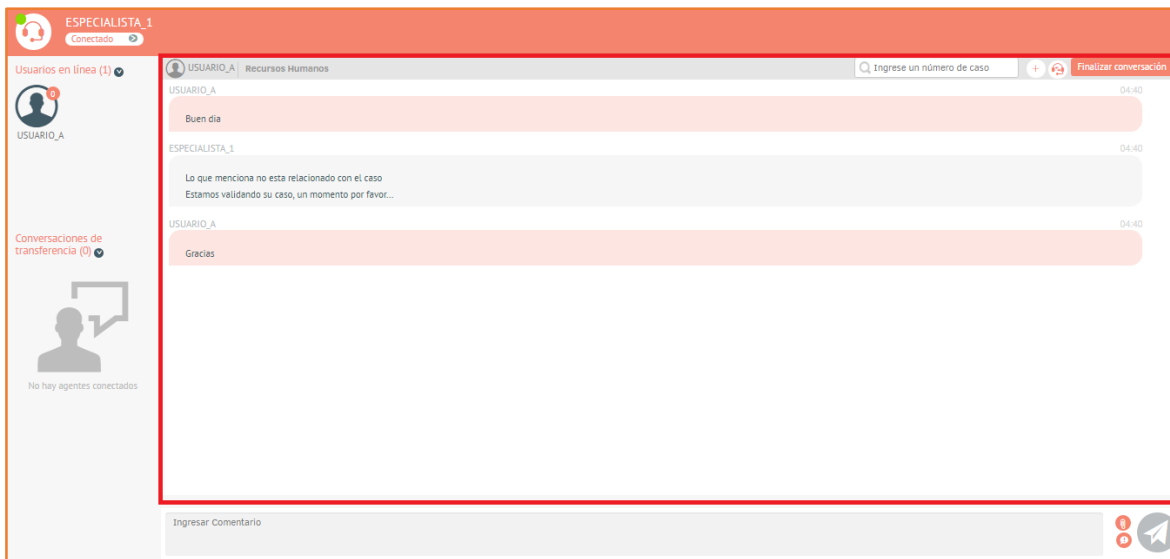 ESPECIALISTA_1
Conectado
Usuarios en línea (1)
0
USUARIO_A
Conversaciones de
transferencia (0)
No hay agentes conectados
USUARIO_A Recursos Humanos Ingrese un número de caso + Finalizar conversación
USUARIO_A 04:40
Buen dia
ESPECIALISTA_1 04:40
Lo que menciona no esta relacionado con el caso
Estamos validando su caso, un momento por favor...
USUARIO_A 04:40
Gracias
Ingresar Comentario